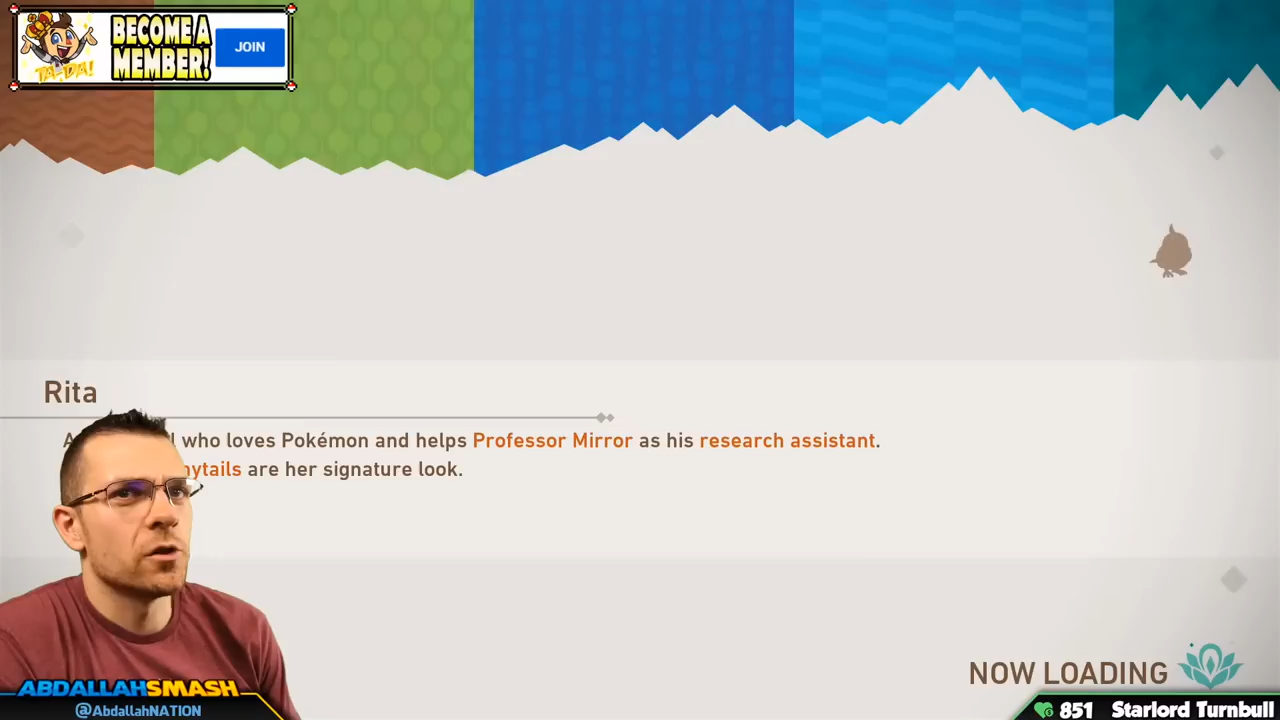 BECOME A
MEMBER!
JOIN
TA-DA!
Rita
who loves Pokémon and helps Professor Mirror as his research assistant.
are her signature look.
NOW LOADING
ABDALLAHSMASH
@AbdallahNATION
851 Starlord Turnbull